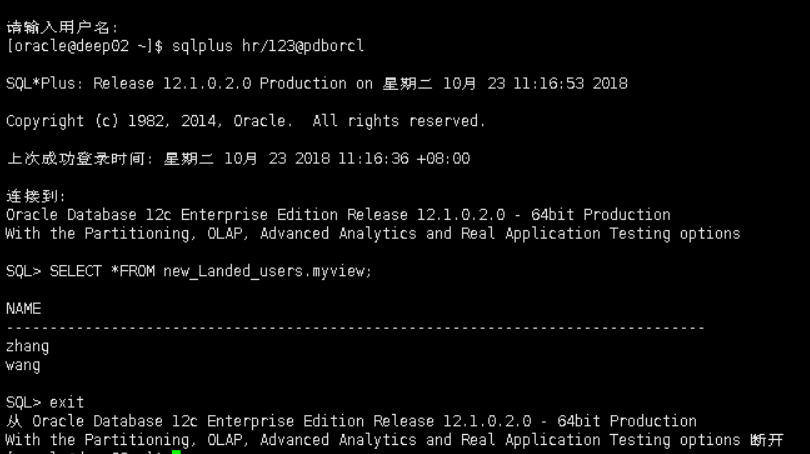 请输入用户名:
[oracle@deep02 ~]$ sqlplus hr/123@pdborcl
SQL*Plus: Release 12.1.0.2.0 Production on 星期二 10月 23 11:16:53 2018
Copyright (c) 1982, 2014, Oracle.  All rights reserved.
上次成功登录时间: 星期二 10月 23 2018 11:16:36 +08:00
连接到:
Oracle Database 12c Enterprise Edition Release 12.1.0.2.0 - 64bit Production
With the Partitioning, OLAP, Advanced Analytics and Real Application Testing options
SQL> SELECT *FROM new_Landed_users.myview;
NAME
--------------------------------------------------------------------------------
zhang
wang
SQL> exit
从 Oracle Database 12c Enterprise Edition Release 12.1.0.2.0 - 64bit Production
With the Partitioning, OLAP, Advanced Analytics and Real Application Testing options 断开